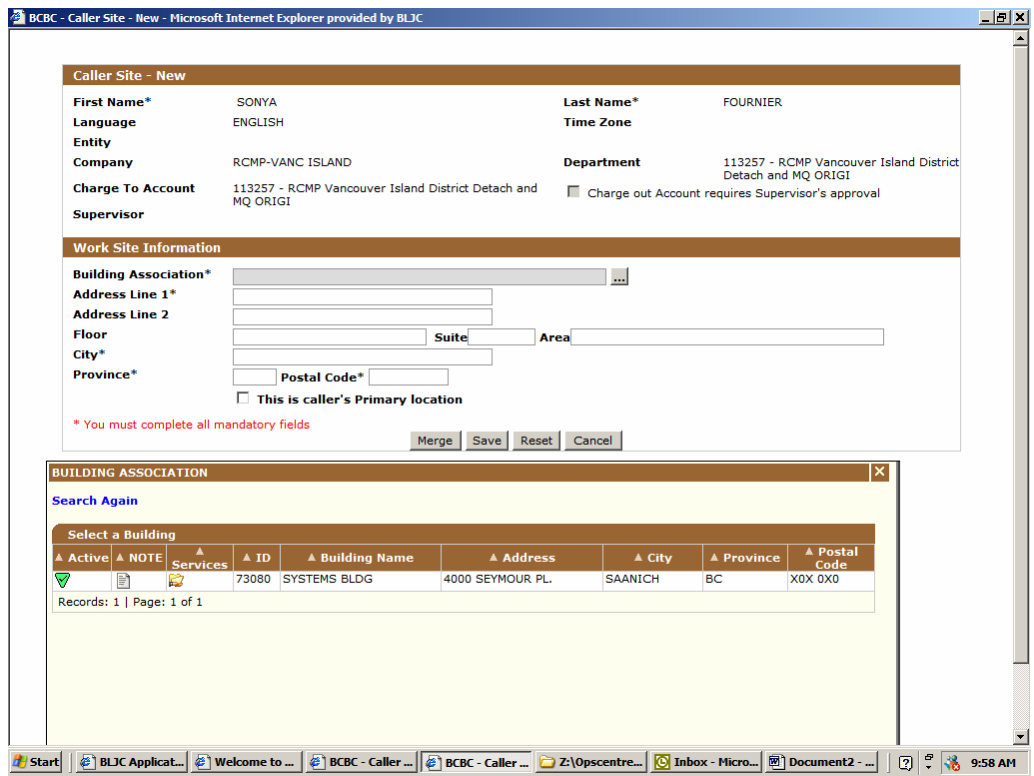 BCBC - Caller Site - New - Microsoft Internet Explorer provided by BLJC
Caller Site - New
First Name* SONYA Last Name* FOURNIER
Language ENGLISH Time Zone
Entity
Company RCMP-VANC ISLAND Department 113257 - RCMP Vancouver Island District Detach and MQ ORIGI
Charge To Account 113257 - RCMP Vancouver Island District Detach and MQ ORIGI Charge out Account requires Supervisor's approval
Supervisor
Work Site Information
Building Association* ...
Address Line 1*
Address Line 2
Floor Suite Area
City*
Province* Postal Code*
This is caller's Primary location
* You must complete all mandatory fields
Merge Save Reset Cancel
BUILDING ASSOCIATION
Search Again
Select a Building
Active NOTE Services ID Building Name Address City Province Postal Code
73080 SYSTEMS BLDG 4000 SEYMOUR PL. SAANICH BC X0X 0X0
Records: 1 | Page: 1 of 1
Start BLJC Applicat... Welcome to ... BCBC - Caller ... BCBC - Caller ... Z:\Opscentre... Inbox - Micro... Document2 - ... 9:58 AM